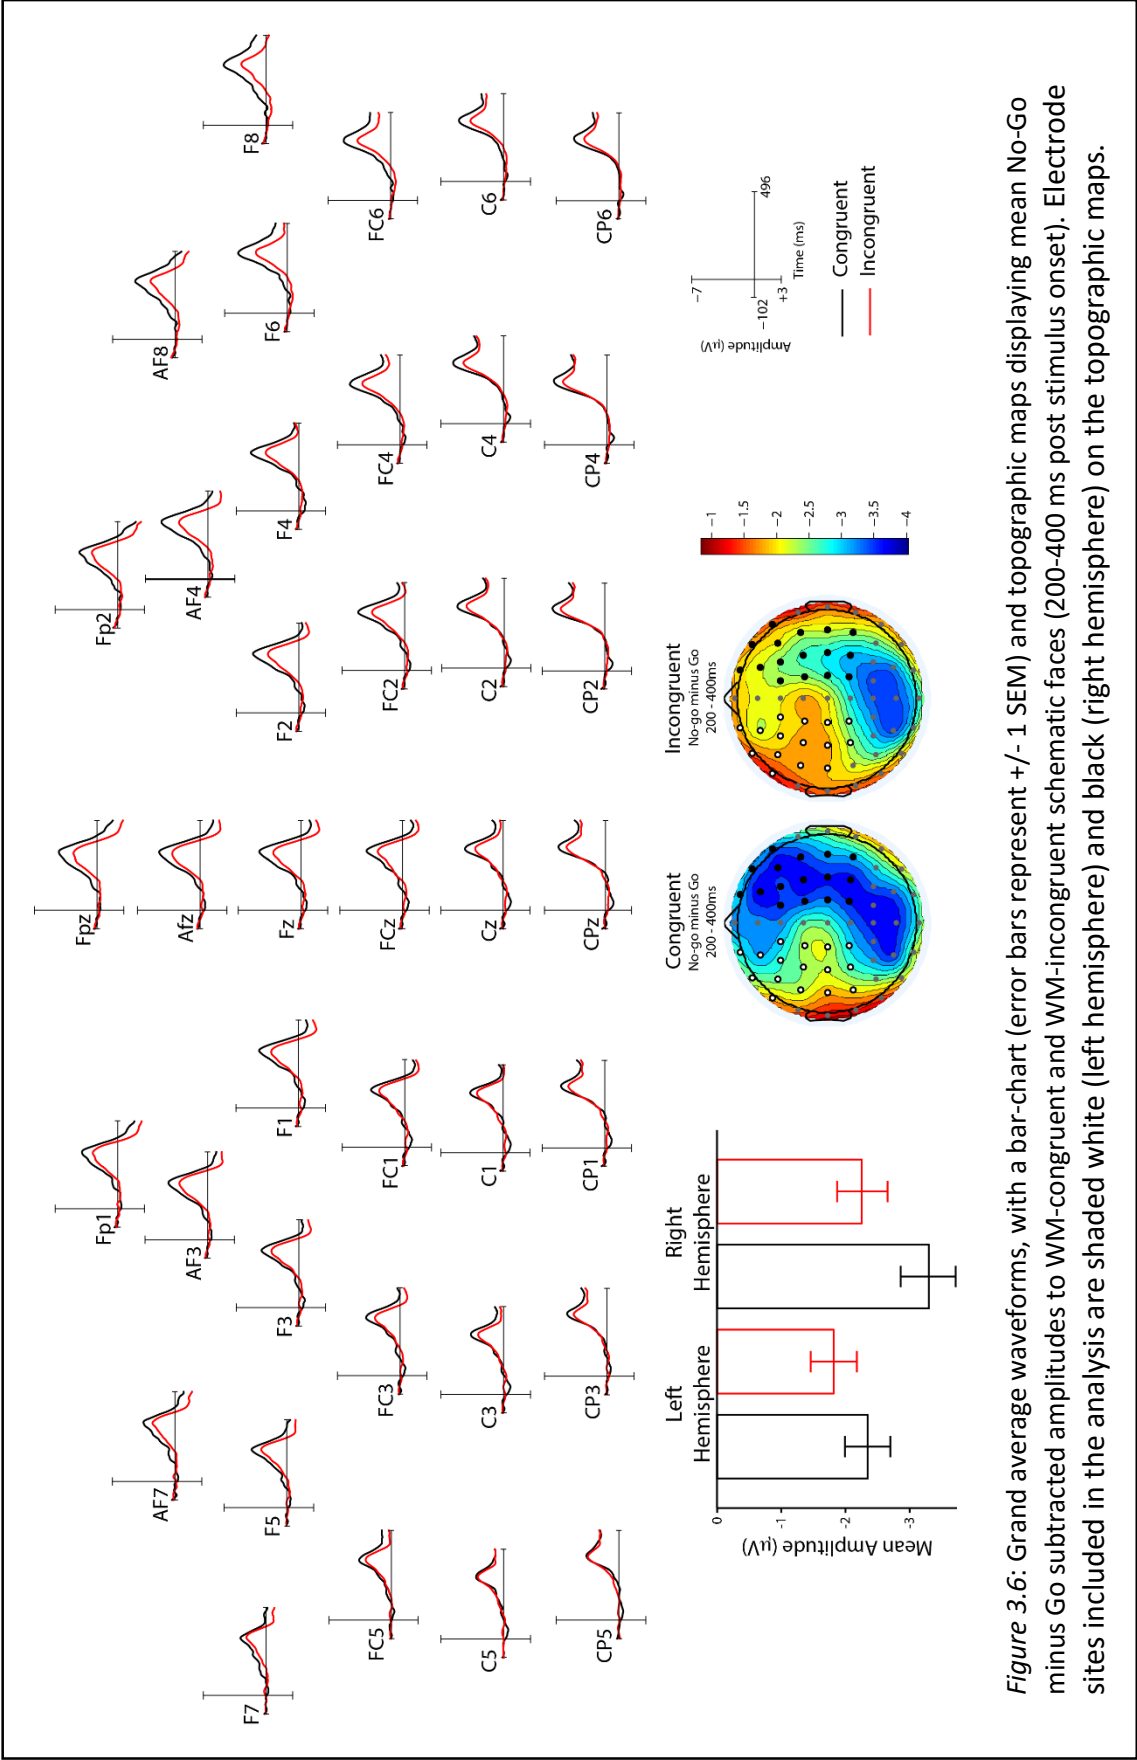 Fpz
Fp1
Fp2
AF7
AF3
Afz
AF4
AF8
F7
F5
F3
F1
Fz
F2
F4
F6
F8
FC5
FC3
FC1
FCz
FC2
FC4
FC6
C5
C3
C1
Cz
C2
C4
C6
CP5
CP3
CP1
CPz
CP2
CP4
CP6
Mean Amplitude (µV)
0
-1
-2
-3
Left
Hemisphere
Right
Hemisphere
Congruent
No-go minus Go
200 - 400ms
Incongruent
No-go minus Go
200 - 400ms
−1
−1.5
−2
−2.5
−3
−3.5
−4
Amplitude (µV)
−7
−102
+3
496
Time (ms)
Congruent
Incongruent
Figure 3.6: Grand average waveforms, with a bar-chart (error bars represent +/- 1 SEM) and topographic maps displaying mean No-Go
minus Go subtracted amplitudes to WM-congruent and WM-incongruent schematic faces (200-400 ms post stimulus onset). Electrode
sites included in the analysis are shaded white (left hemisphere) and black (right hemisphere) on the topographic maps.